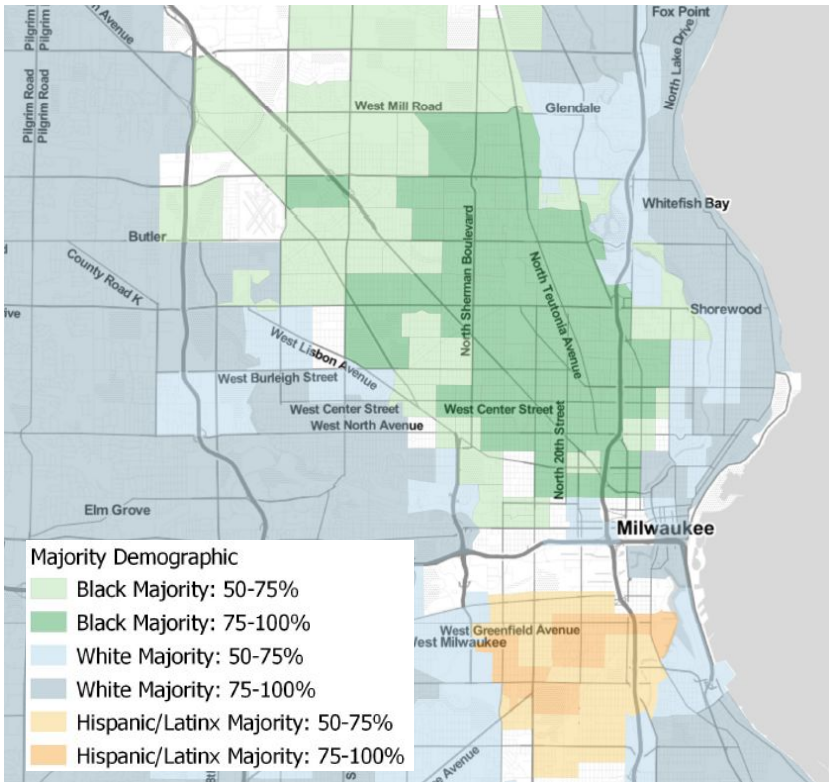 Fox Point
Pilgrim Road
Pilgrim Road
Pilgrim Road
Pilgrim Road
Avenue
North Lake Drive
West Mill Road
Glendale
Whitefish Bay
North Sherman Boulevard
Butler
County Road K
North Teutonia Avenue
Shorewood
West Lisbon Avenue
West Burleigh Street
West Center Street
West Center Street
West North Avenue
North 20th Street
Elm Grove
Milwaukee
Majority Demographic
Black Majority: 50-75%
Black Majority: 75-100%
White Majority: 50-75%
White Majority: 75-100%
Hispanic/Latinx Majority: 50-75%
Hispanic/Latinx Majority: 75-100%
West Greenfield Avenue
West Milwaukee
Avenue